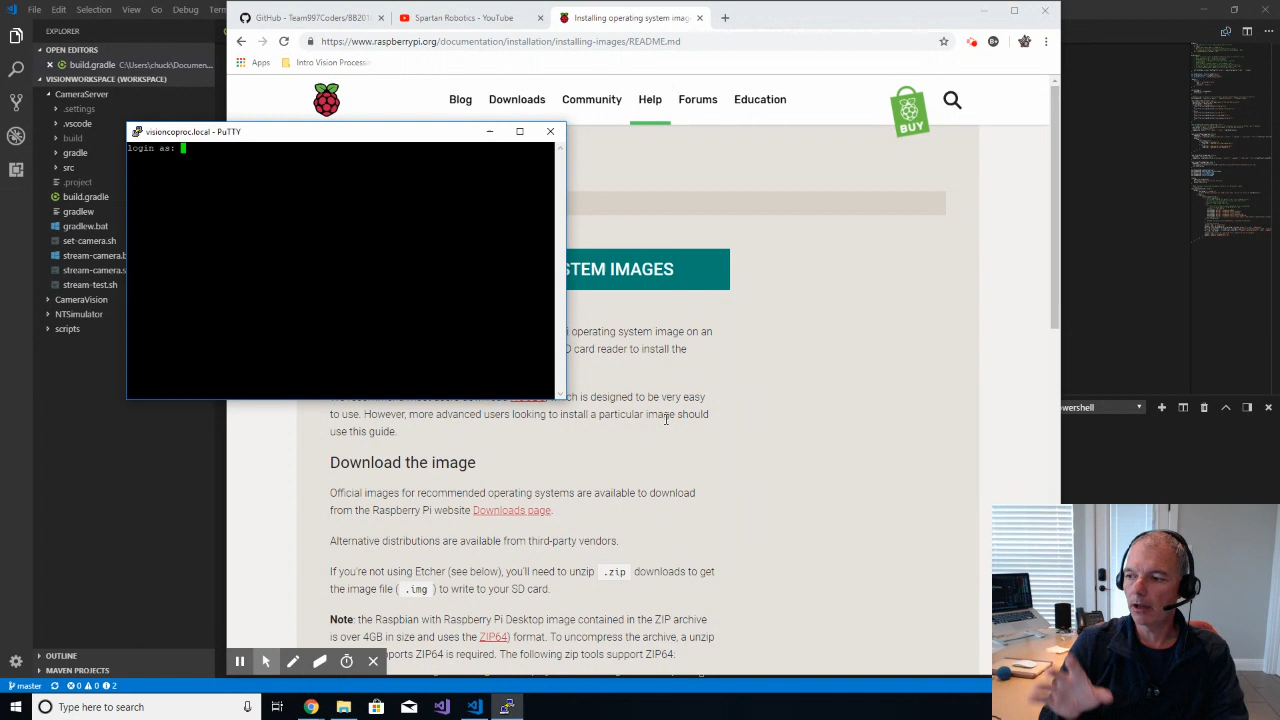 File Edit Selection View Go Debug Terminal
GitHub - Team997Coders/BB201
Spartan Robotics - YouTube
Installing operating system image
https://www.raspberrypi.org/documentation/installation/installing-images/README.md
Apps
Intro Vision Process
EXPLORER
OPEN EDITORS
build.gradle C:\Users\chuck\Documen...
VISIONWORKSPACE (WORKSPACE)
CameraServer
.settings
.vscode
build
gradle
src
.project
build.gradle
gradlew
gradlew.bat
set-camera.sh
stream-camera.b
stream-camera.s
stream-test.sh
CameraVision
NTSimulator
scripts
OUTLINE
MAVEN PROJECTS
Blog Downloads Community Help Forums Education
BUY
visioncoproc.local - PuTTY
login as:
STEM IMAGES
i operating system image on an
D card reader to install the
ch is designed to be very easy
to use. However, more advanced users looking to install a particular image should
use this guide.
Download the image
Official images for recommended operating systems are available to download
from the Raspberry Pi website Downloads page.
Alternative distributions are available from third-party vendors.
not using Etcher (see below), you'll need to unzip .zip downloads to get
the image file ( .img ) to write to your SD card.
Note: the Raspbian with Raspberry Pi Desktop image contained in the ZIP archive
is over 4GB in size and uses the ZIP64) format. To uncompress the archive, a unzip
pports ZIP64 is required. The following zip tools support ZIP64:
powershell
master 0 0 2
Type here to search